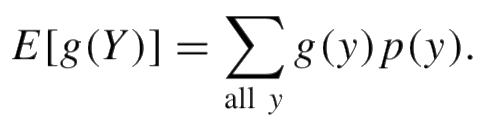 E[g(Y)] = ∑ g(y)p(y).
all y